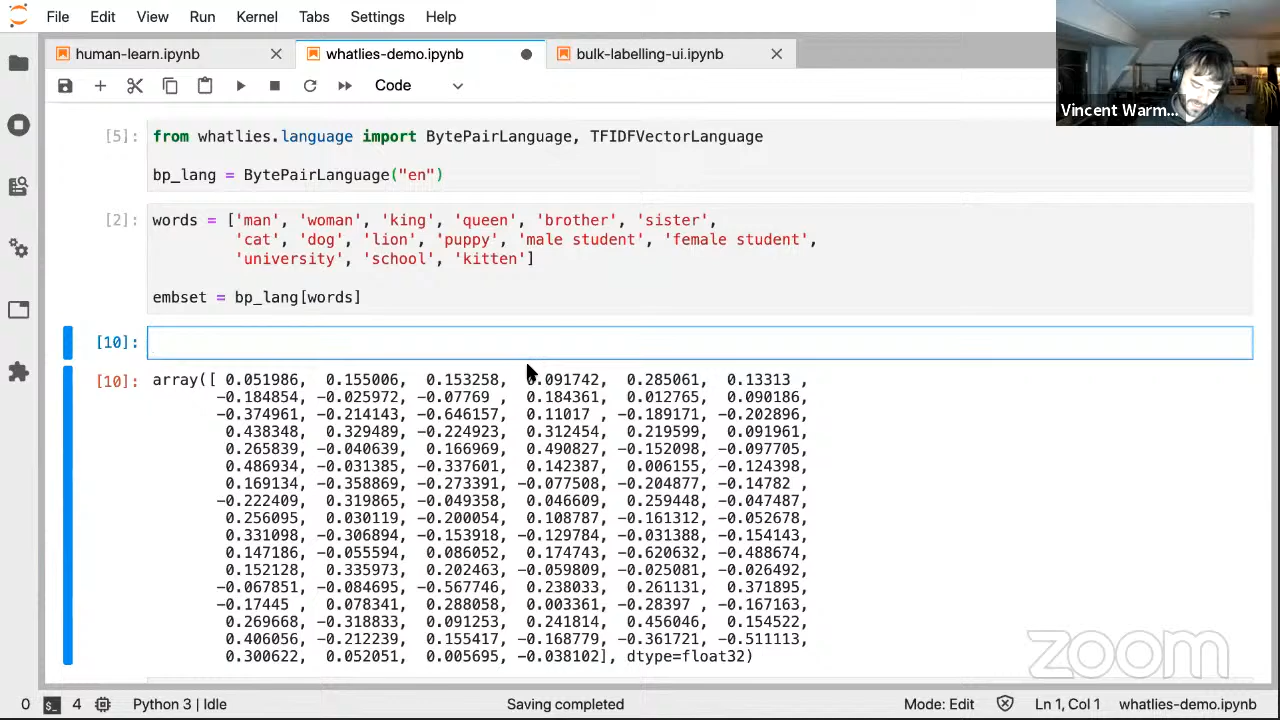 File Edit View Run Kernel Tabs Settings Help
human-learn.ipynb whatlies-demo.ipynb bulk-labelling-ui.ipynb
Code
Vincent Warm...
[5]: from whatlies.language import BytePairLanguage, TFIDFVectorLanguage
bp_lang = BytePairLanguage("en")
[2]: words = ['man', 'woman', 'king', 'queen', 'brother', 'sister',
'cat', 'dog', 'lion', 'puppy', 'male student', 'female student',
'university', 'school', 'kitten']
embset = bp_lang[words]
[10]:
[10]: array([ 0.051986, 0.155006, 0.153258, 0.091742, 0.285061, 0.13313 ,
-0.184854, -0.025972, -0.07769 , 0.184361, 0.012765, 0.090186,
-0.374961, -0.214143, -0.646157, 0.11017 , -0.189171, -0.202896,
0.438348, 0.329489, -0.224923, 0.312454, 0.219599, 0.091961,
0.265839, -0.040639, 0.166969, 0.490827, -0.152098, -0.097705,
0.486934, -0.031385, -0.337601, 0.142387, 0.006155, -0.124398,
0.169134, -0.358869, -0.273391, -0.077508, -0.204877, -0.14782 ,
-0.222409, 0.319865, -0.049358, 0.046609, 0.259448, -0.047487,
0.256095, 0.030119, -0.200054, 0.108787, -0.161312, -0.052678,
0.331098, -0.306894, -0.153918, -0.129784, -0.031388, -0.154143,
0.147186, -0.055594, 0.086052, 0.174743, -0.620632, -0.488674,
0.152128, 0.335973, 0.202463, -0.059809, -0.025081, -0.026492,
-0.067851, -0.084695, -0.567746, 0.238033, 0.261131, 0.371895,
-0.17445 , 0.078341, 0.288058, 0.003361, -0.28397 , -0.167163,
0.269668, -0.318833, 0.091253, 0.241814, 0.456046, 0.154522,
0.406056, -0.212239, 0.155417, -0.168779, -0.361721, -0.511113,
0.300622, 0.052051, 0.005695, -0.038102], dtype=float32)
zoom
0 4 Python 3 | Idle Saving completed Mode: Edit Ln 1, Col 1 whatlies-demo.ipynb